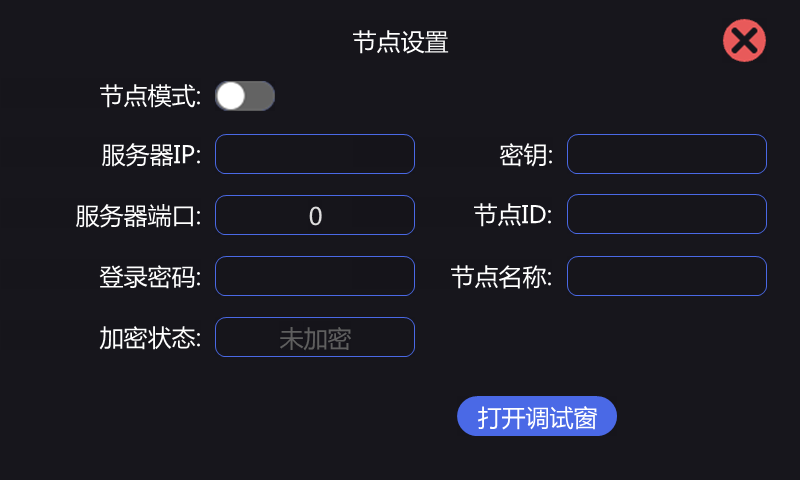 节点设置
节点模式:
服务器IP:
密钥:
服务器端口: 0
节点ID:
登录密码:
节点名称:
加密状态: 未加密
打开调试窗